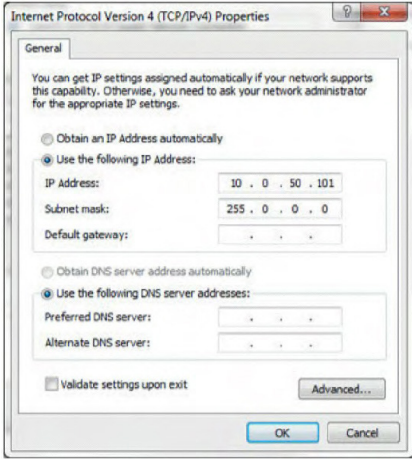 Internet Protocol Version 4 (TCP/IPv4) Properties
General
You can get IP settings assigned automatically if your network supports
this capability. Otherwise, you need to ask your network administrator
for the appropriate IP settings.
Obtain an IP Address automatically
Use the following IP Address:
IP Address: 10 . 0 . 50 . 101
Subnet mask: 255 . 0 . 0 . 0
Default gateway: . . .
Obtain DNS server address automatically
Use the following DNS server addresses:
Preferred DNS server: . . .
Alternate DNS server: . . .
Validate settings upon exit
Advanced...
OK Cancel